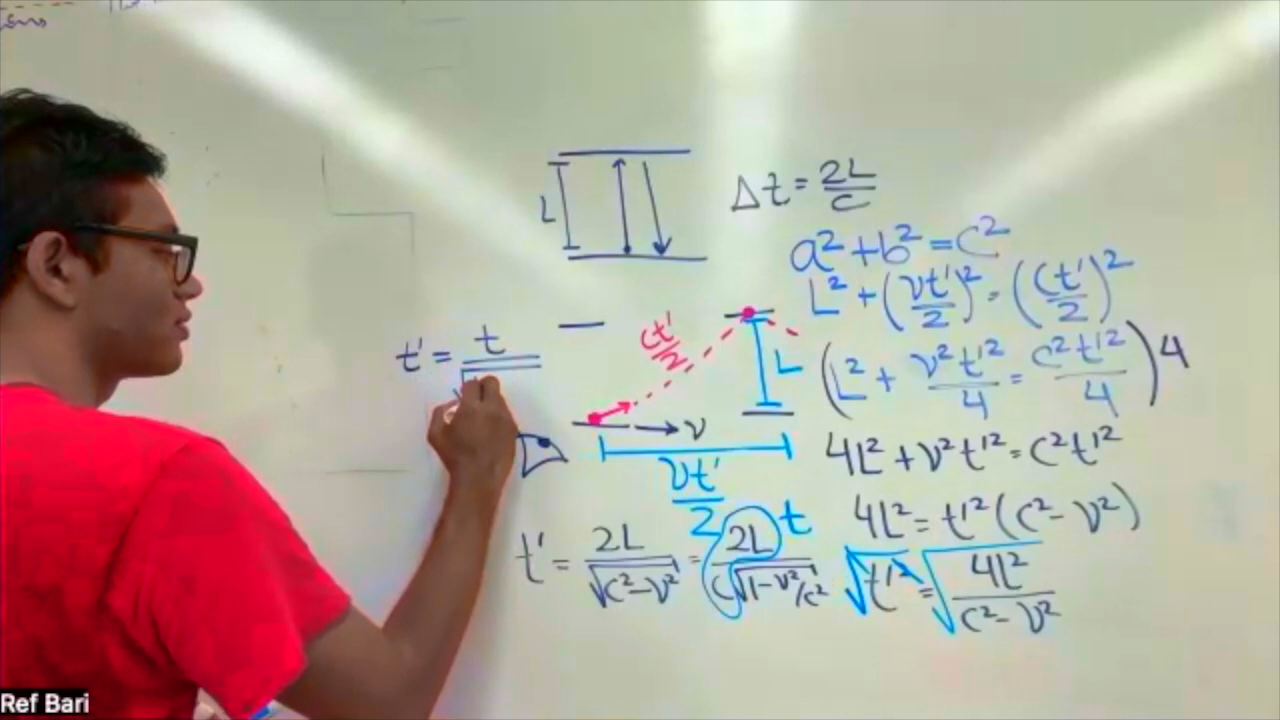 L
Δt = 2L/C
a² + b² = c²
L² + (vt'/2)² = (ct'/2)²
ct'/2
L
(L² + v²t'²/4 = c²t'²/4)4
t' = t
v
vt'/2
4L² + v²t'² = c²t'²
4L² = t'²(c² - v²)
t' = 2L/√c²-v² = 2L/c√1-v²/c²
t
√t'² = √4L²/c²-v²
Ref Bari